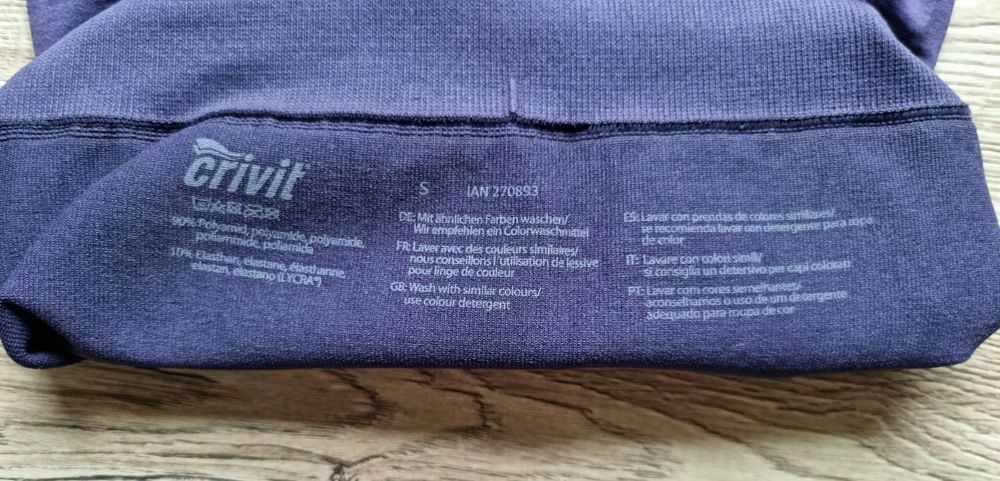 crivit
90% Polyamid, polyamide, polyamide,
poliammide, poliamida
10% Elasthan, elastane, élasthanne,
elastan, elastano (LYCRA®)
S IAN 270893
DE: Mit ähnlichen Farben waschen/
Wir empfehlen ein Colorwaschmittel
FR: Laver avec des couleurs similaires/
nous conseillons l'utilisation de lessive
pour linge de couleur
GB: Wash with similar colours/
use colour detergent
ES: Lavar con prendas de colores similares/
se recomienda lavar con detergente para ropa
de color
IT: Lavare con colori simili/
si consiglia un detersivo per capi colorati
PT: Lavar com cores semelhantes/
aconselhamos o uso de um detergente
adequado para roupa de cor